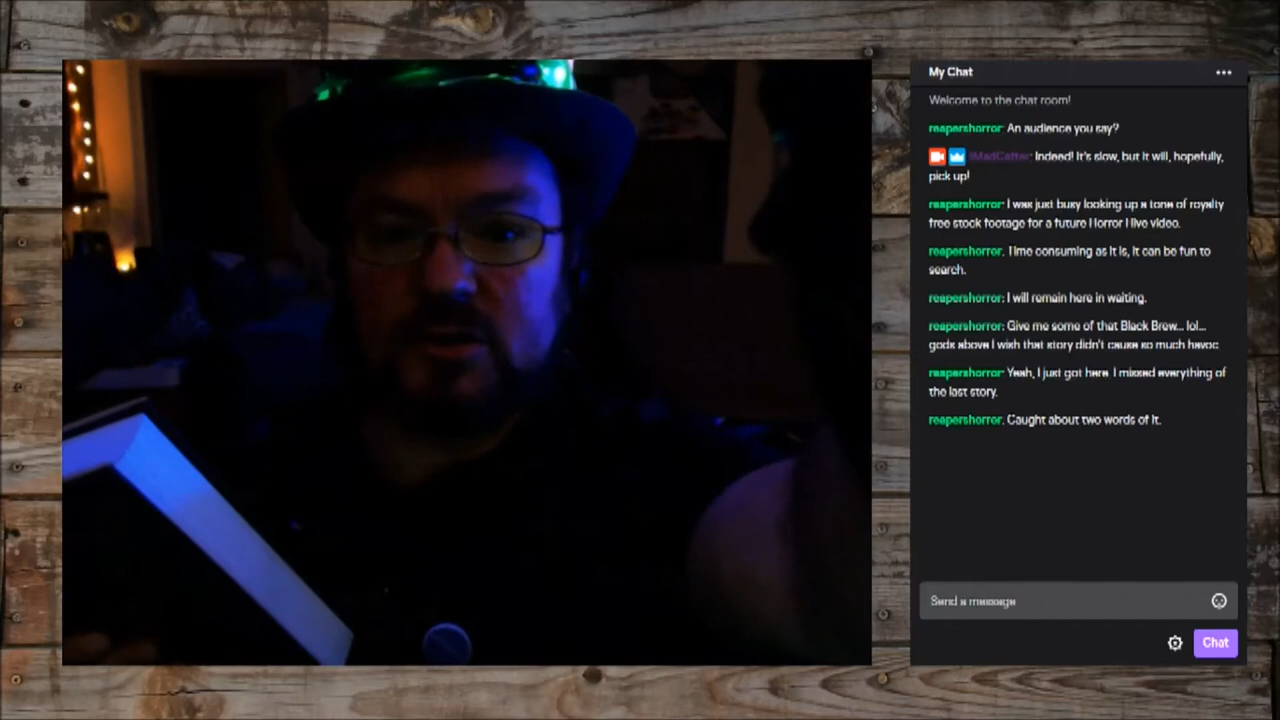 My Chat
Welcome to the chat room!
reapershorror: An audience you say?
iMadCatter: Indeed! It's slow, but it will, hopefully,
pick up!
reapershorror: I was just busy looking up a tone of royalty
free stock footage for a future Horror Hive video.
reapershorror: Time consuming as it is, it can be fun to
search.
reapershorror: I will remain here in waiting.
reapershorror: Give me some of that Black Brew... lol...
gods above I wish that story didn't cause so much havoc.
reapershorror: Yeah, I just got here. I missed everything of
the last story.
reapershorror: Caught about two words of it.
Send a message
Chat